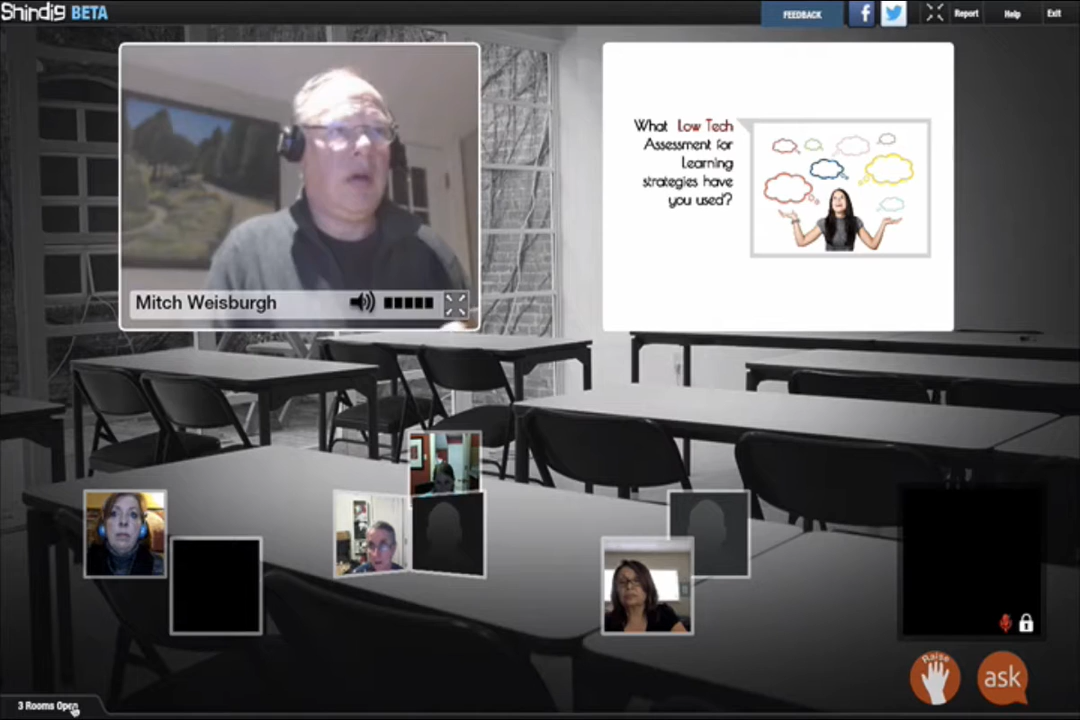 Shindig BETA
FEEDBACK
Report
Help
Exit
What Low Tech
Assessment for
Learning
strategies have
you used?
Mitch Weisburgh
Raise
ask
3 Rooms Open